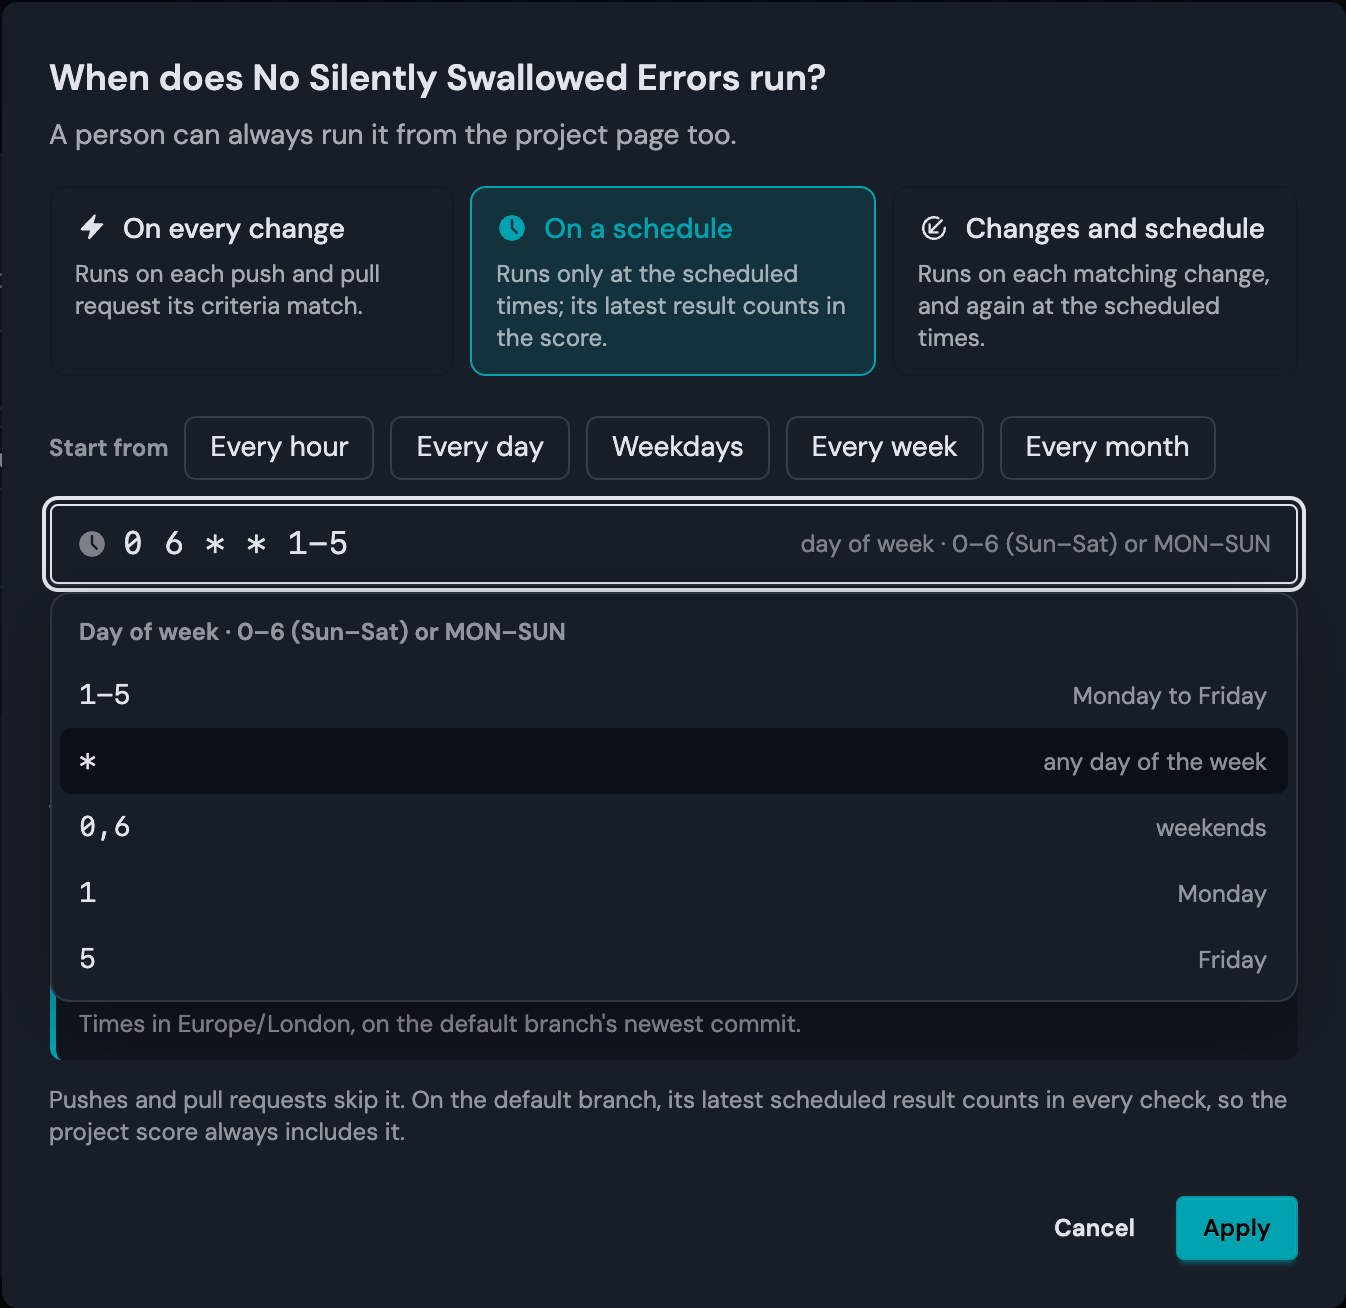 When does No Silently Swallowed Errors run?
A person can always run it from the project page too.
On every change
Runs on each push and pull
request its criteria match.
On a schedule
Runs only at the scheduled
times; its latest result counts in
the score.
Changes and schedule
Runs on each matching change,
and again at the scheduled
times.
Start from
Every hour
Every day
Weekdays
Every week
Every month
0 6 * * 1-5
day of week · 0–6 (Sun–Sat) or MON–SUN
Day of week · 0–6 (Sun–Sat) or MON–SUN
1-5 Monday to Friday
* any day of the week
0,6 weekends
1 Monday
5 Friday
Times in Europe/London, on the default branch's newest commit.
Pushes and pull requests skip it. On the default branch, its latest scheduled result counts in every check, so the
project score always includes it.
Cancel
Apply